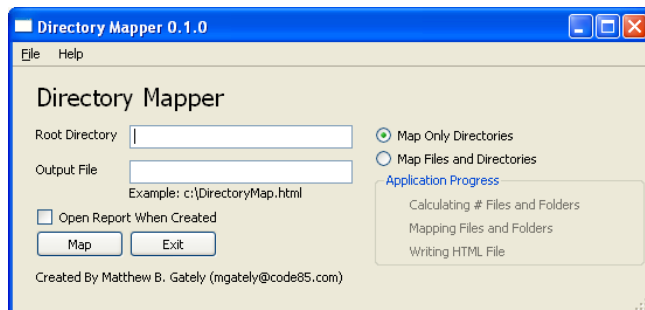 Directory Mapper 0.1.0
File Help
Directory Mapper
Root Directory
Output File
Example: c:\DirectoryMap.html
Open Report When Created
Map Exit
Created By Matthew B. Gately (mgately@code85.com)
Map Only Directories
Map Files and Directories
Application Progress
Calculating # Files and Folders
Mapping Files and Folders
Writing HTML File